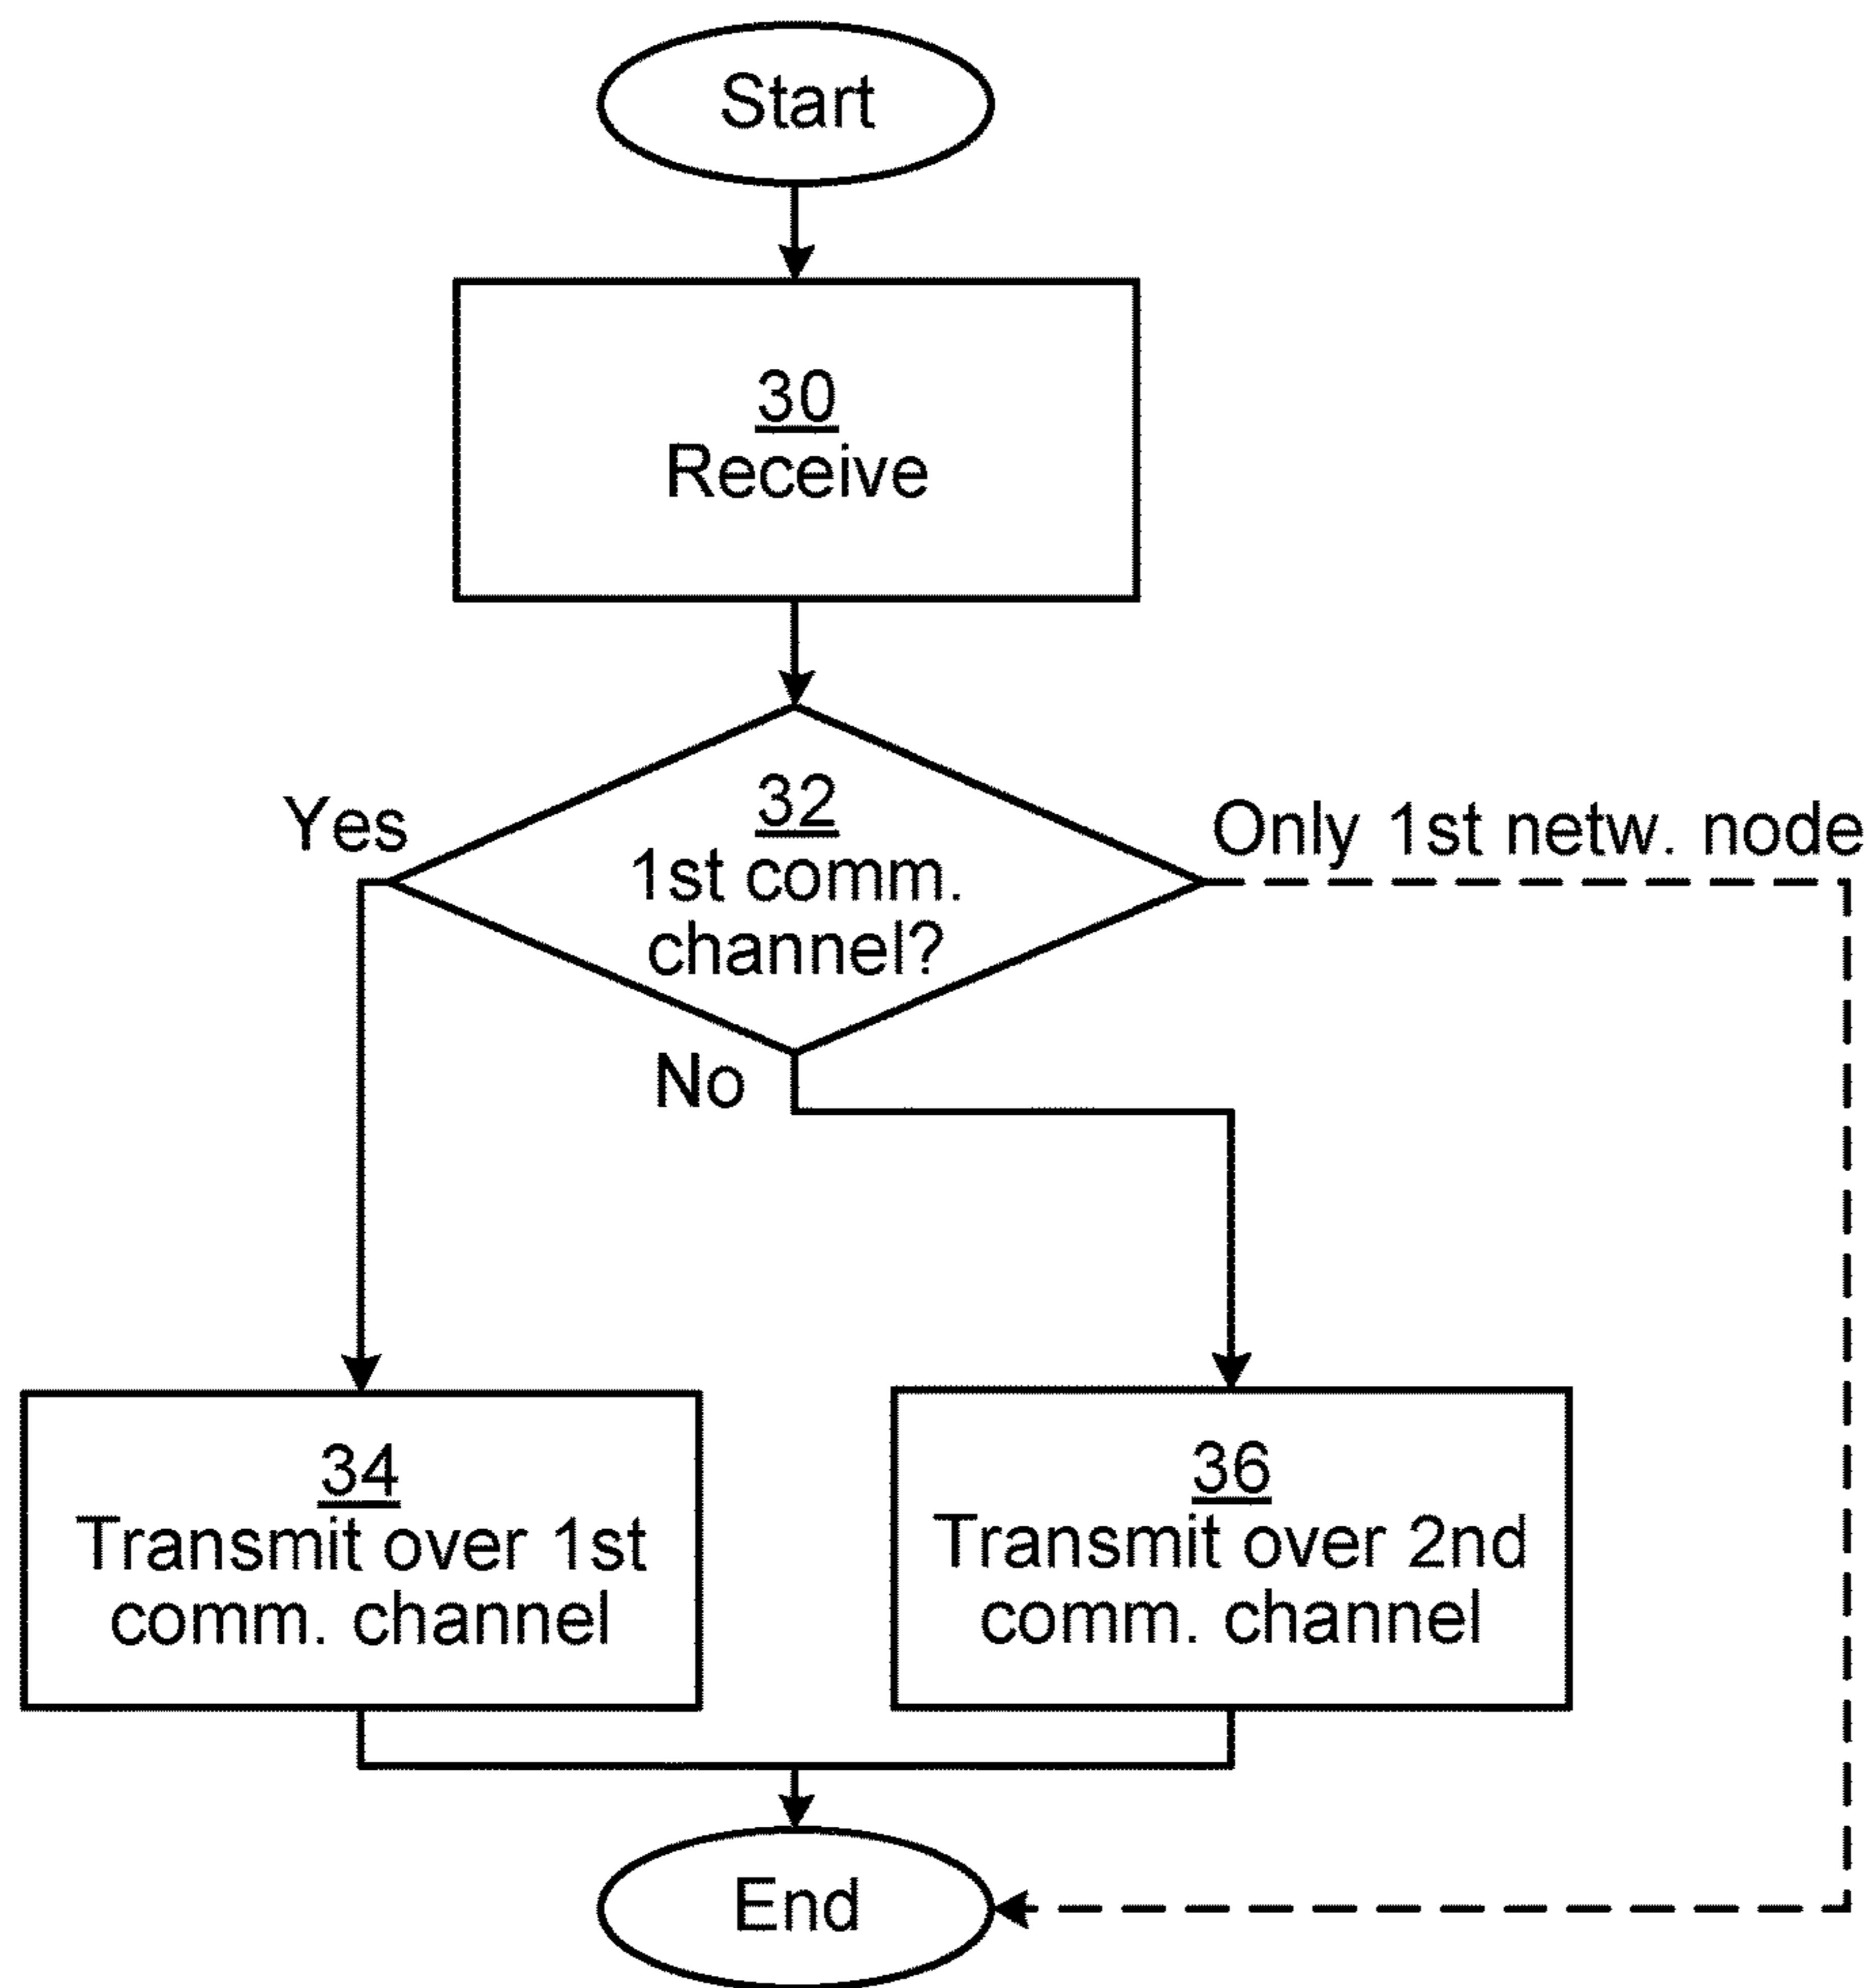 Start
30
Receive
Yes
32
1st comm.
channel?
Only 1st netw. node
No
34
Transmit over 1st
comm. channel
36
Transmit over 2nd
comm. channel
End